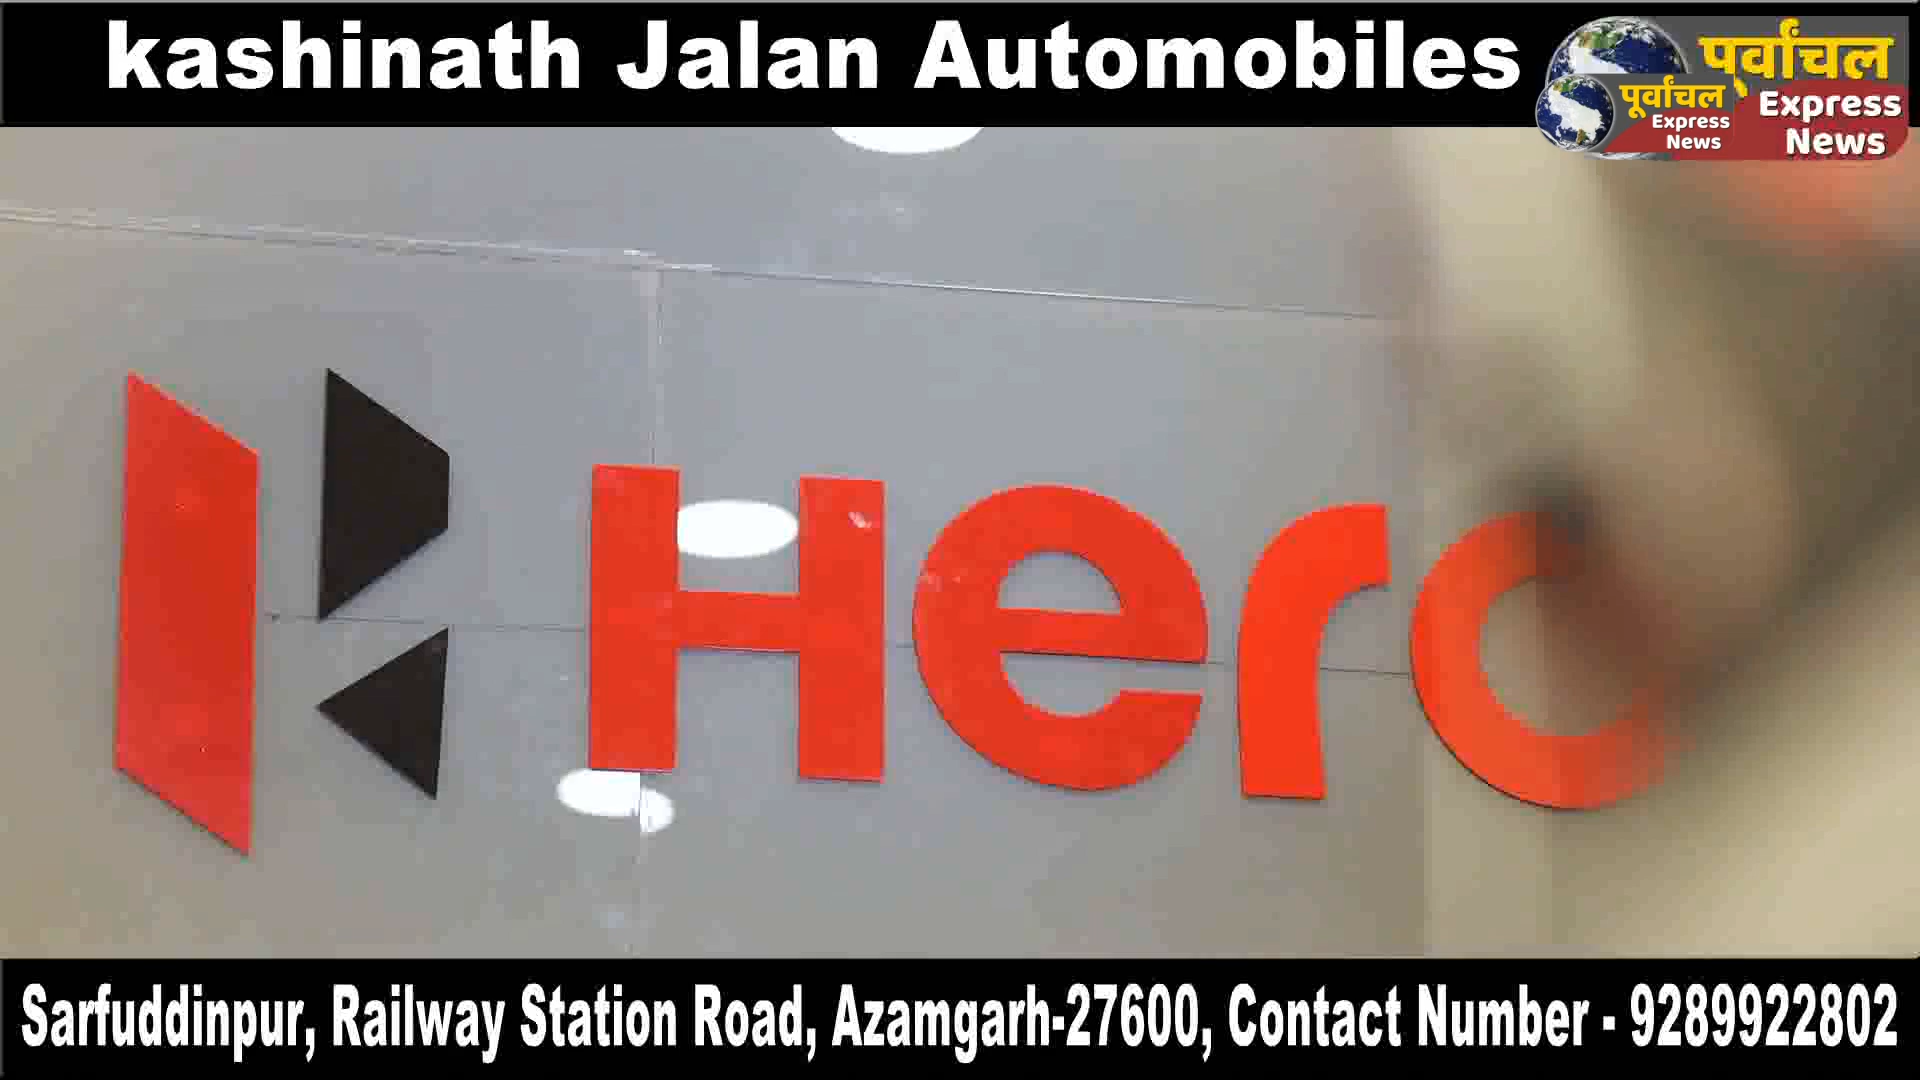 kashinath Jalan Automobiles
पूर्वांचल
Express
News
पूर्वांचल
Express
News
Hero
Sarfuddinpur, Railway Station Road, Azamgarh-27600, Contact Number - 9289922802